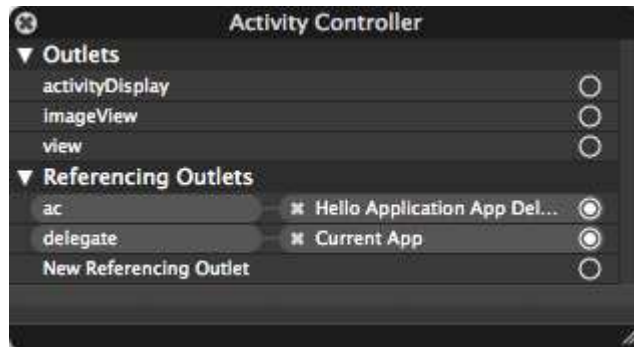 Activity Controller
Outlets
activityDisplay
imageView
view
Referencing Outlets
ac Hello Application App Del...
delegate Current App
New Referencing Outlet